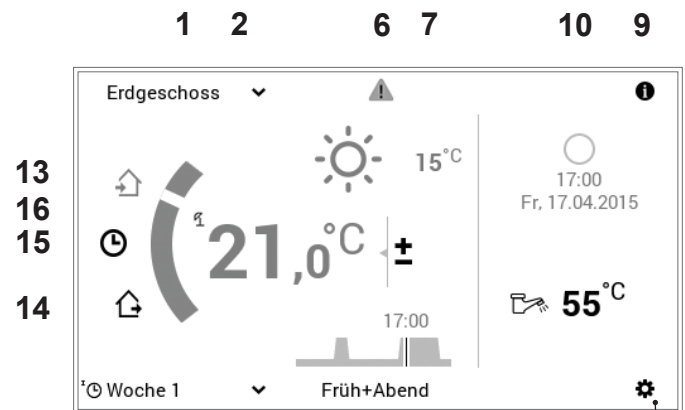 1 2 6 7 10 9
Erdgeschoss
15°C
13
17:00
16
Fr, 17.04.2015
15
21,0°C ±
14
55°C
17:00
Woche 1 Früh+Abend